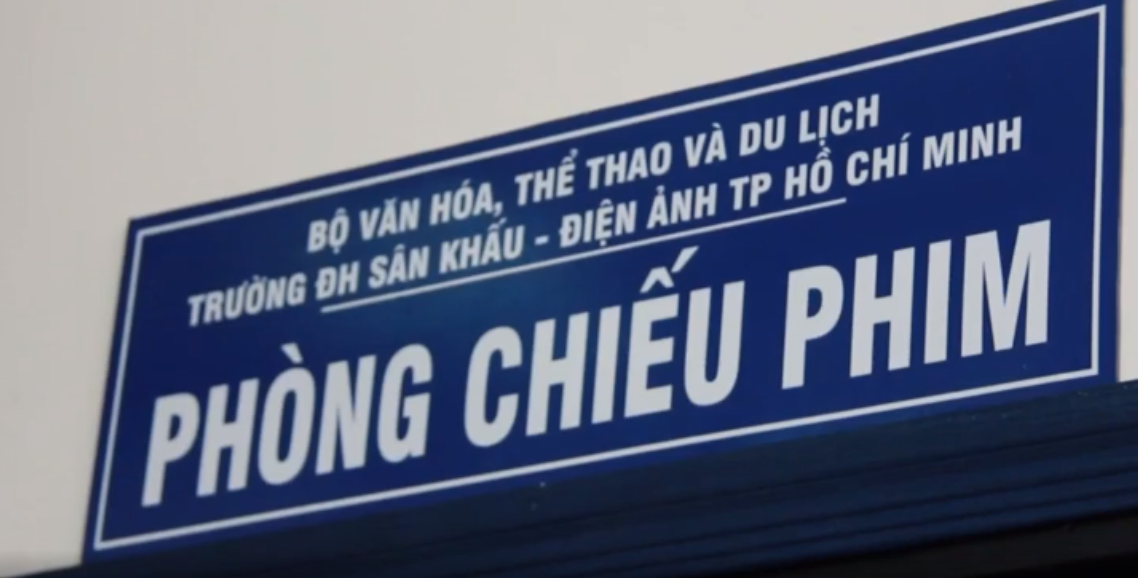 BỘ VĂN HÓA, THỂ THAO VÀ DU LỊCH
TRƯỜNG ĐH SÂN KHẤU - ĐIỆN ẢNH TP HỒ CHÍ MINH
PHÒNG CHIẾU PHIM